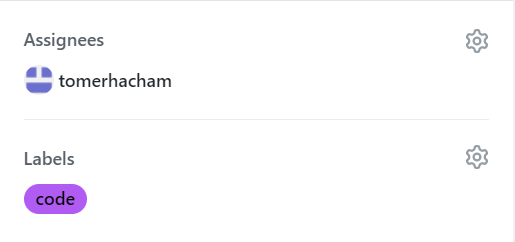 Assignees
tomerhacham
Labels
code